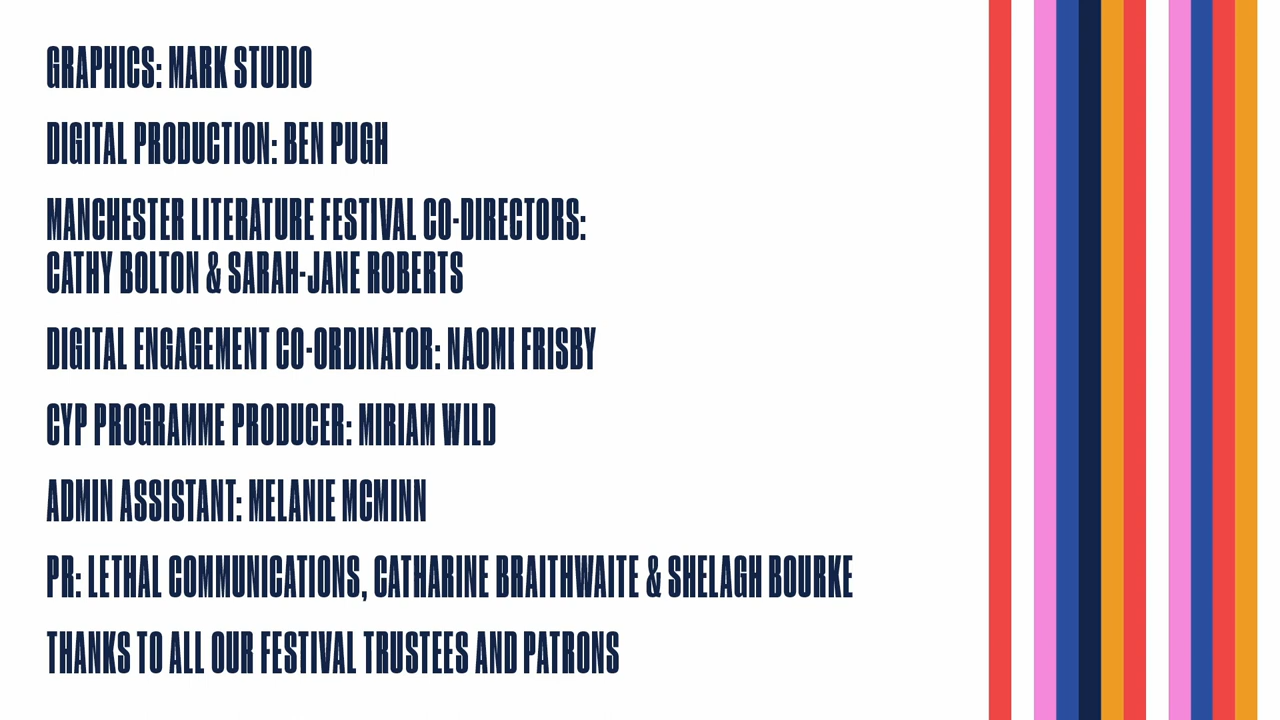 GRAPHICS: MARK STUDIO
DIGITAL PRODUCTION: BEN PUGH
MANCHESTER LITERATURE FESTIVAL CO-DIRECTORS:
CATHY BOLTON & SARAH-JANE ROBERTS
DIGITAL ENGAGEMENT CO-ORDINATOR: NAOMI FRISBY
CYP PROGRAMME PRODUCER: MIRIAM WILD
ADMIN ASSISTANT: MELANIE MCMINN
PR: LETHAL COMMUNICATIONS, CATHARINE BRAITHWAITE & SHELAGH BOURKE
THANKS TO ALL OUR FESTIVAL TRUSTEES AND PATRONS